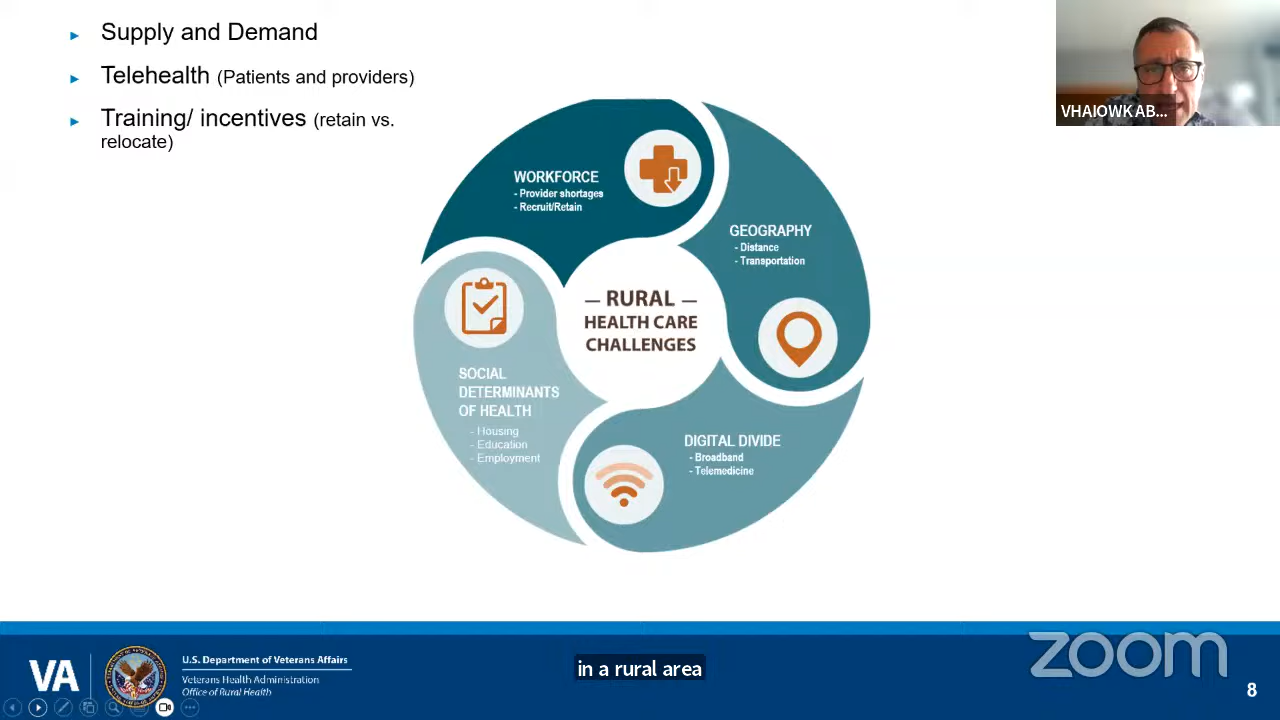 Supply and Demand
Telehealth (Patients and providers)
Training/ incentives (retain vs.
relocate)
VHAIOWK AB...
WORKFORCE
- Provider shortages
- Recruit/Retain
GEOGRAPHY
- Distance
- Transportation
— RURAL —
HEALTH CARE
CHALLENGES
SOCIAL
DETERMINANTS
OF HEALTH
- Housing
- Education
- Employment
DIGITAL DIVIDE
- Broadband
- Telemedicine
VA
U.S. Department of Veterans Affairs
Veterans Health Administration
Office of Rural Health
in a rural area
zoom
8